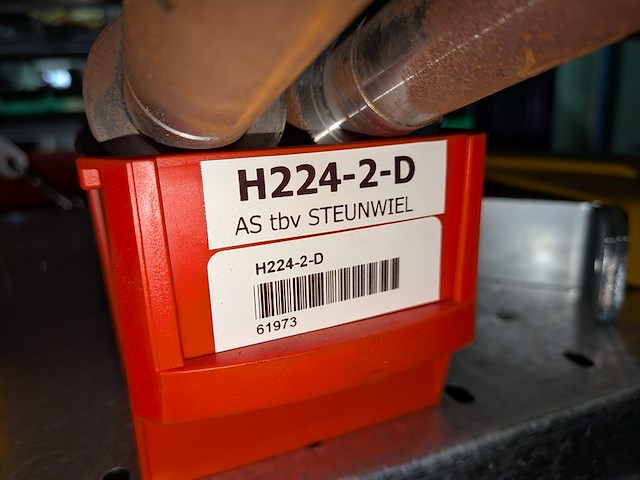 H224-2-D
AS tbv STEUNWIEL
H224-2-D
61973